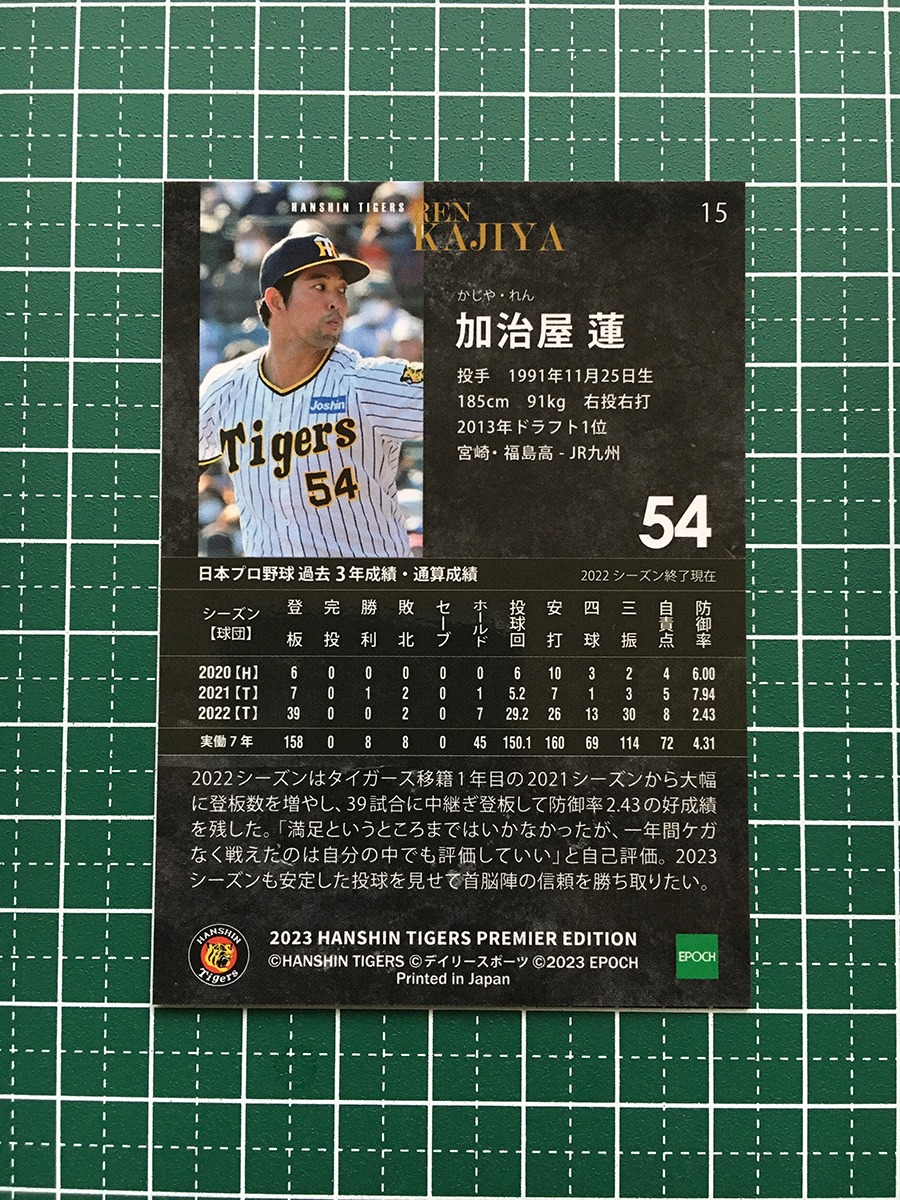 HANSHIN TIGERS
REN
KAJIYA
15
かじや・れん
加治屋 蓮
投手 1991年11月25日生
185cm 91kg 右投右打
2013年ドラフト1位
宮崎・福島高 - JR九州
Joshin
Tigers
54
54
日本プロ野球 過去3年成績・通算成績 2022 シーズン終了現在
シーズン【球団】 登板 完投 勝利 敗北 セーブ ホールド 投球回 安打 四球 三振 自責点 防御率
2020【H】 6 0 0 0 0 0 6 10 3 2 4 6.00
2021【T】 7 0 1 2 0 1 5.2 7 1 3 5 7.94
2022【T】 39 0 0 2 0 7 29.2 26 13 30 8 2.43
実働7年 158 0 8 8 0 45 150.1 160 69 114 72 4.31
2022シーズンはタイガース移籍1年目の2021シーズンから大幅
に登板数を増やし、39試合に中継ぎ登板して防御率2.43の好成績
を残した。「満足というところまではいかなかったが、一年間ケガ
なく戦えたのは自分の中でも評価していい」と自己評価。2023
シーズンも安定した投球を見せて首脳陣の信頼を勝ち取りたい。
HANSHIN
Tigers
2023 HANSHIN TIGERS PREMIER EDITION
©HANSHIN TIGERS ©デイリースポーツ ©2023 EPOCH
Printed in Japan
EPOCH